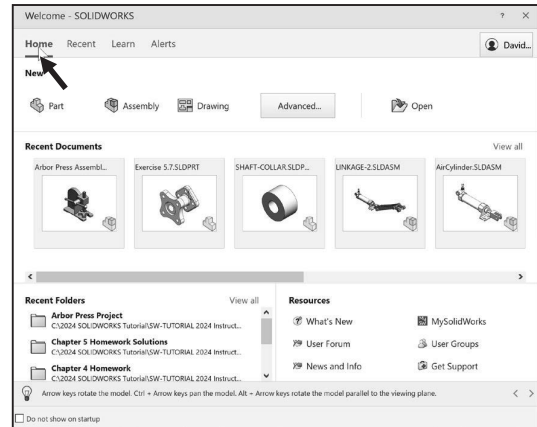 Welcome - SOLIDWORKS ? ×
Home Recent Learn Alerts David...
New
Part Assembly Drawing Advanced... Open
Recent Documents View all
Arbor Press Assembl... Exercise 5.7.SLDPRT SHAFT-COLLAR.SLDP... LINKAGE-2.SLDASM AirCylinder.SLDASM
Recent Folders View all Resources
Arbor Press Project
C:\2024 SOLIDWORKS Tutorial\SW-TUTORIAL 2024 Instruct...
What's New MySolidWorks
Chapter 5 Homework Solutions
C:\2024 SOLIDWORKS Tutorial\SW-TUTORIAL 2024 Instruct...
User Forum User Groups
Chapter 4 Homework
C:\2024 SOLIDWORKS Tutorial\SW-TUTORIAL 2024 Instruct...
News and Info Get Support
Arrow keys rotate the model. Ctrl + Arrow keys pan the model. Alt + Arrow keys rotate the model parallel to the viewing plane.
Do not show on startup